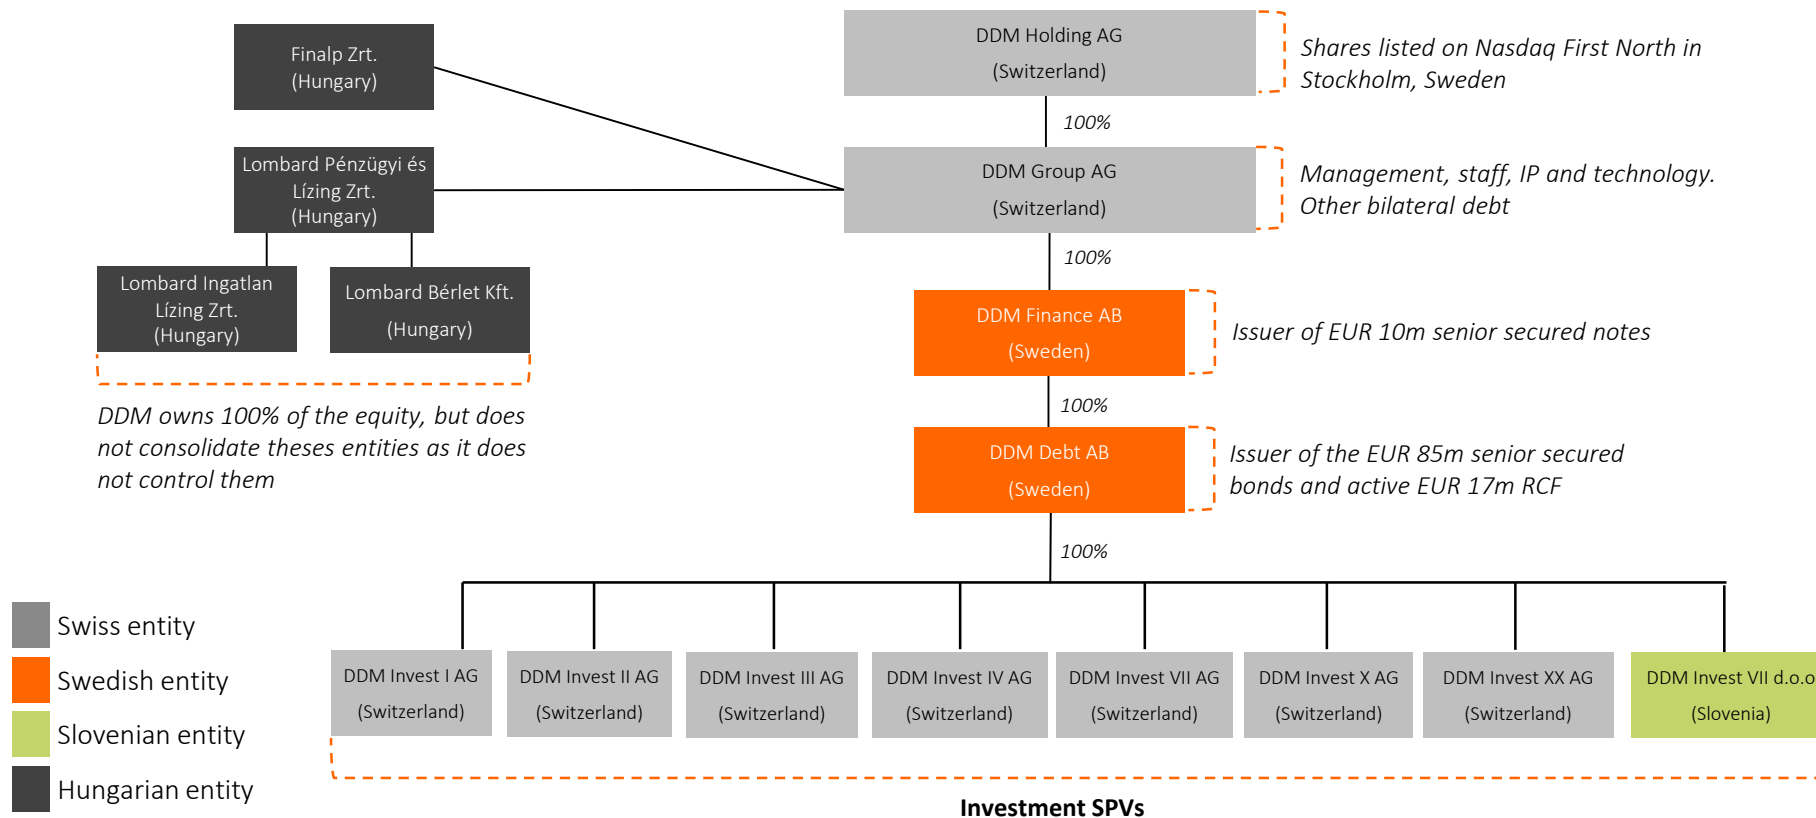 DDM Holding AG
(Switzerland)
Shares listed on Nasdaq First North in
Stockholm, Sweden
Finalp Zrt.
(Hungary)
100%
Lombard Pénzügyi és
Lízing Zrt.
(Hungary)
DDM Group AG
(Switzerland)
Management, staff, IP and technology.
Other bilateral debt
100%
Lombard Ingatlan
Lízing Zrt.
(Hungary)
Lombard Bérlet Kft.
(Hungary)
DDM Finance AB
(Sweden)
Issuer of EUR 10m senior secured notes
DDM owns 100% of the equity, but does
not consolidate theses entities as it does
not control them
100%
DDM Debt AB
(Sweden)
Issuer of the EUR 85m senior secured
bonds and active EUR 17m RCF
100%
Swiss entity
Swedish entity
Slovenian entity
Hungarian entity
DDM Invest I AG
(Switzerland)
DDM Invest II AG
(Switzerland)
DDM Invest III AG
(Switzerland)
DDM Invest IV AG
(Switzerland)
DDM Invest VII AG
(Switzerland)
DDM Invest X AG
(Switzerland)
DDM Invest XX AG
(Switzerland)
DDM Invest VII d.o.o
(Slovenia)
Investment SPVs